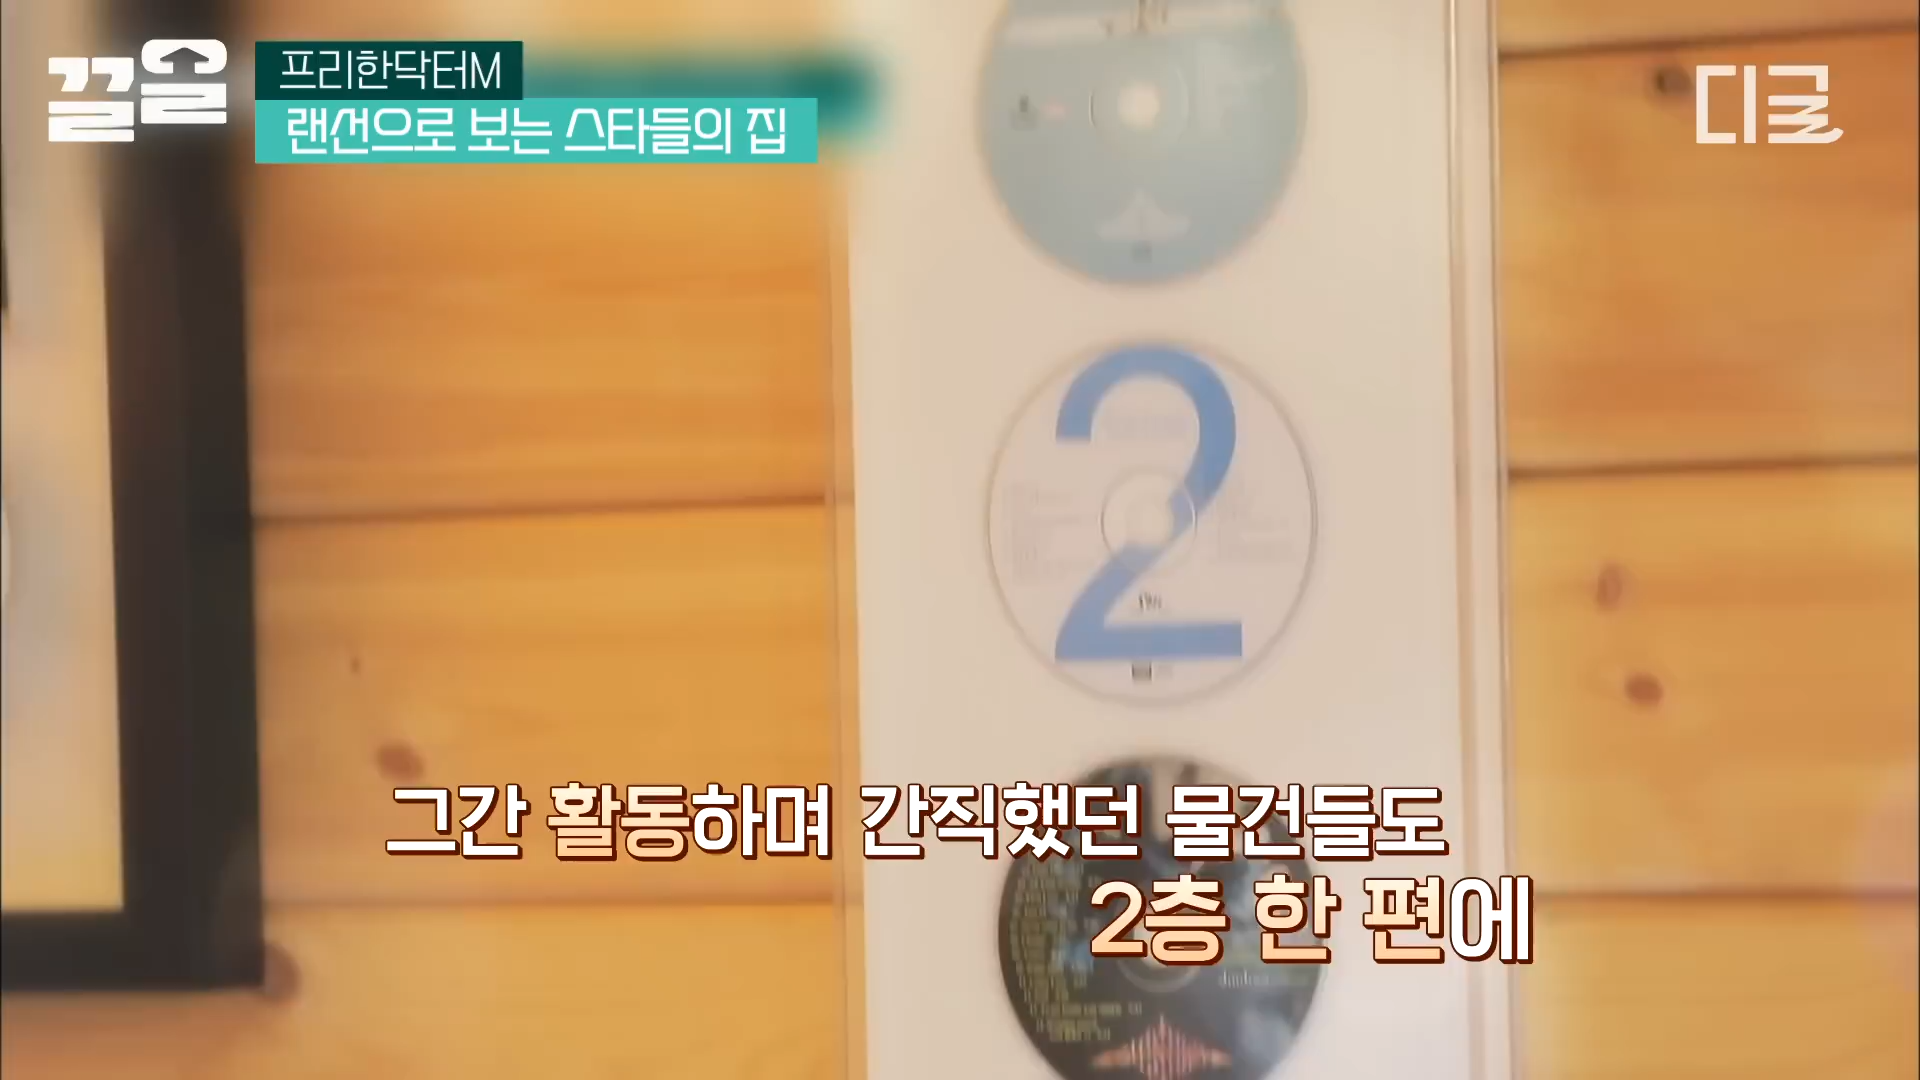 끌올
프리한닥터M
랜선으로 보는 스타들의 집
디글
2
그간 활동하며 간직했던 물건들도
2층 한 편에